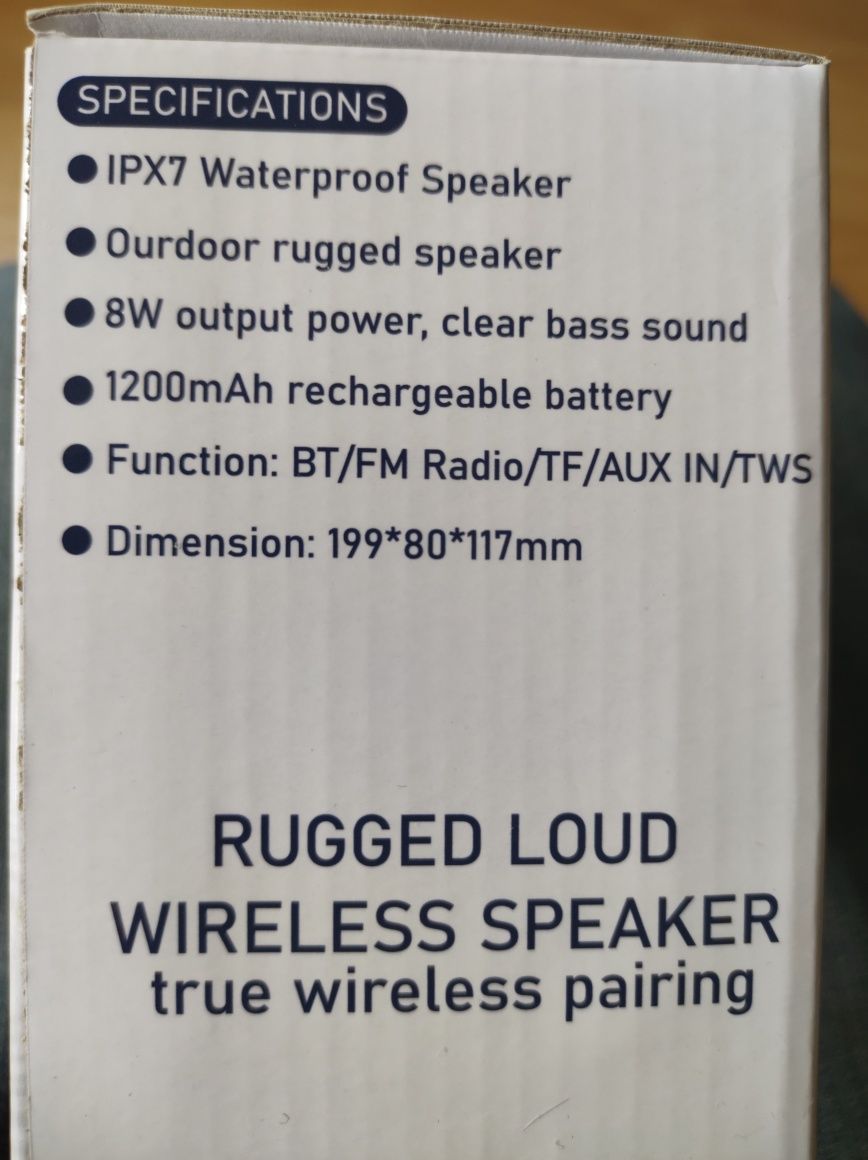 SPECIFICATIONS
● IPX7 Waterproof Speaker
● Ourdoor rugged speaker
● 8W output power, clear bass sound
● 1200mAh rechargeable battery
● Function: BT/FM Radio/TF/AUX IN/TWS
● Dimension: 199*80*117mm
RUGGED LOUD
WIRELESS SPEAKER
true wireless pairing